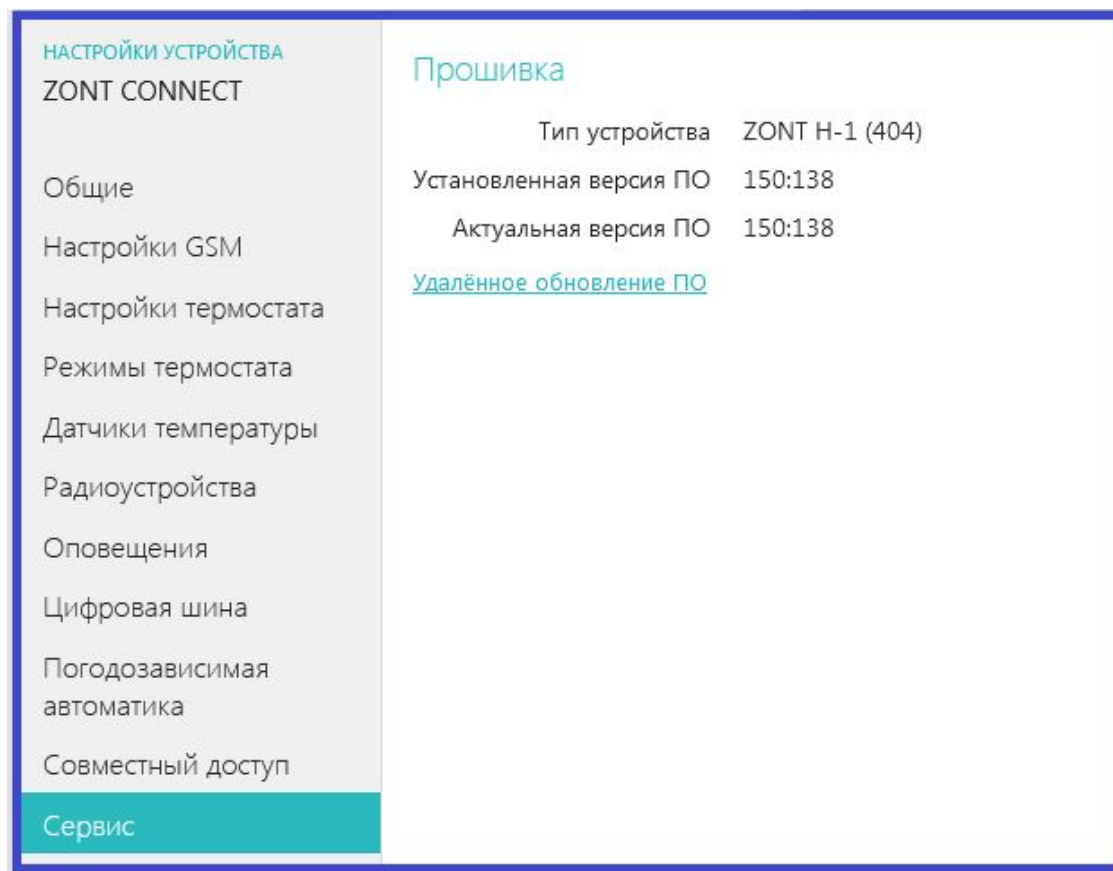 НАСТРОЙКИ УСТРОЙСТВА
ZONT CONNECT
Общие
Настройки GSM
Настройки термостата
Режимы термостата
Датчики температуры
Радиоустройства
Оповещения
Цифровая шина
Погодозависимая
автоматика
Совместный доступ
Сервис
Прошивка
Тип устройства ZONT H-1 (404)
Установленная версия ПО 150:138
Актуальная версия ПО 150:138
Удалённое обновление ПО